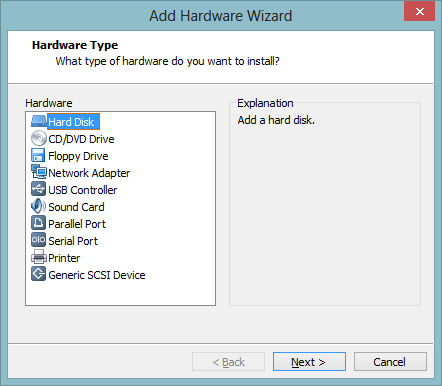 Add Hardware Wizard
Hardware Type
What type of hardware do you want to install?
Hardware
Hard Disk
CD/DVD Drive
Floppy Drive
Network Adapter
USB Controller
Sound Card
Parallel Port
Serial Port
Printer
Generic SCSI Device
Explanation
Add a hard disk.
< Back
Next >
Cancel